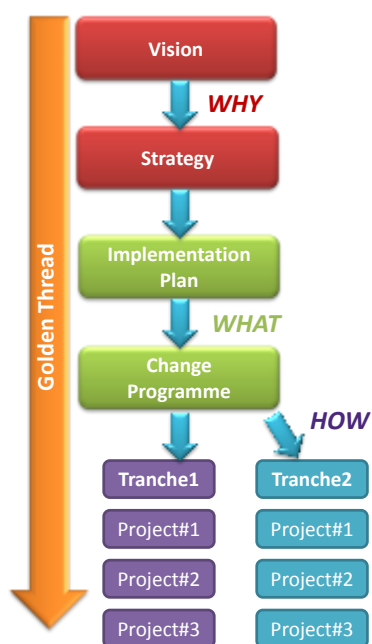 Golden Thread
Vision
WHY
Strategy
Implementation
Plan
WHAT
Change
Programme
HOW
Tranche1
Tranche2
Project#1
Project#1
Project#2
Project#2
Project#3
Project#3